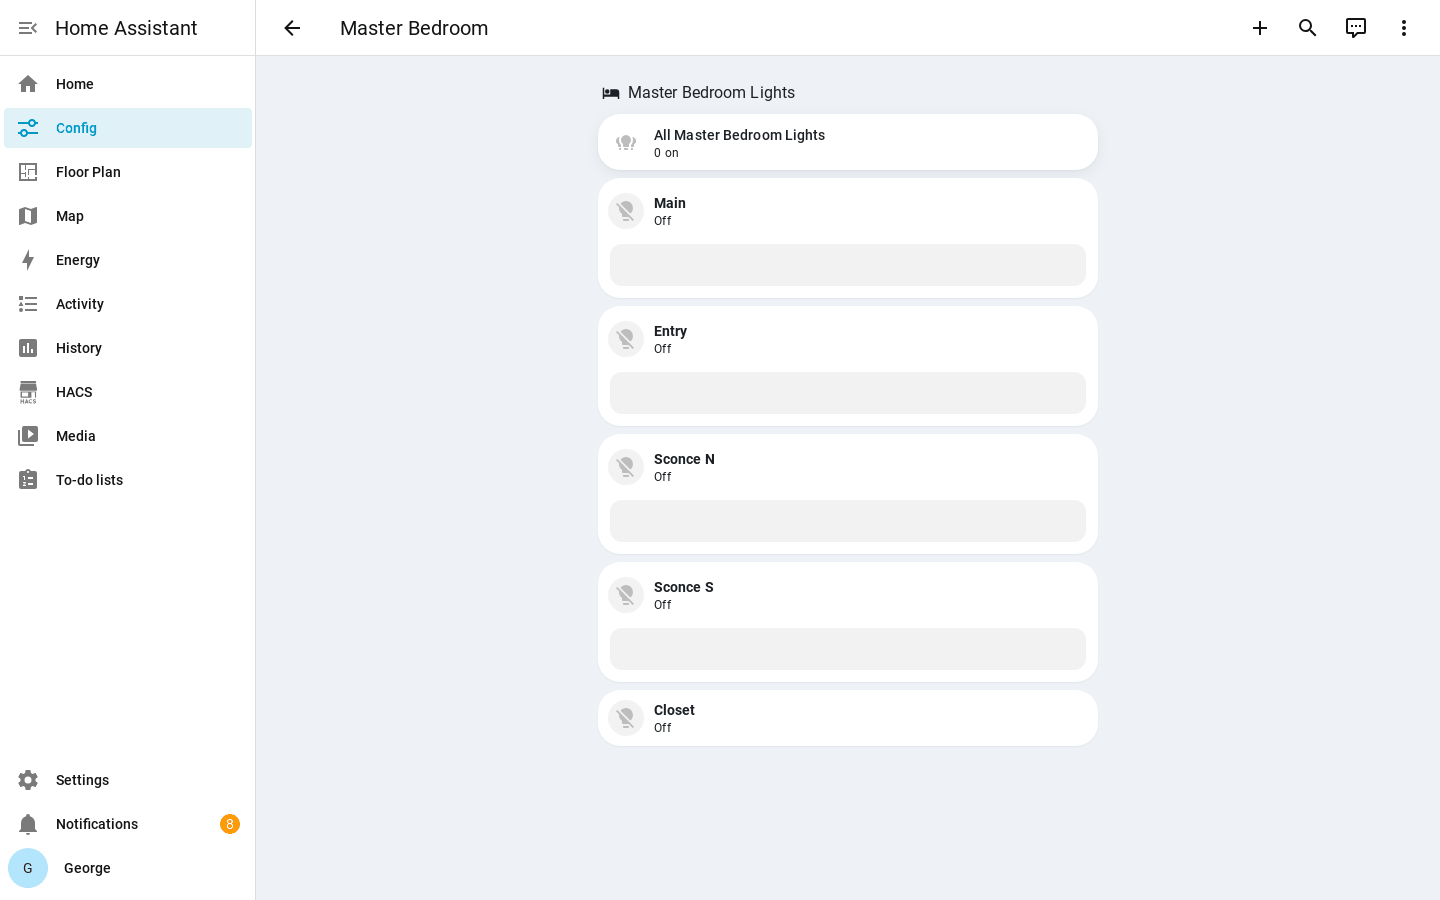 Home Assistant
Master Bedroom
Home
Config
Floor Plan
Map
Energy
Activity
History
HACS
HACS
Media
To-do lists
Settings
Notifications
8
G
George
Master Bedroom Lights
All Master Bedroom Lights
0 on
Main
Off
Entry
Off
Sconce N
Off
Sconce S
Off
Closet
Off